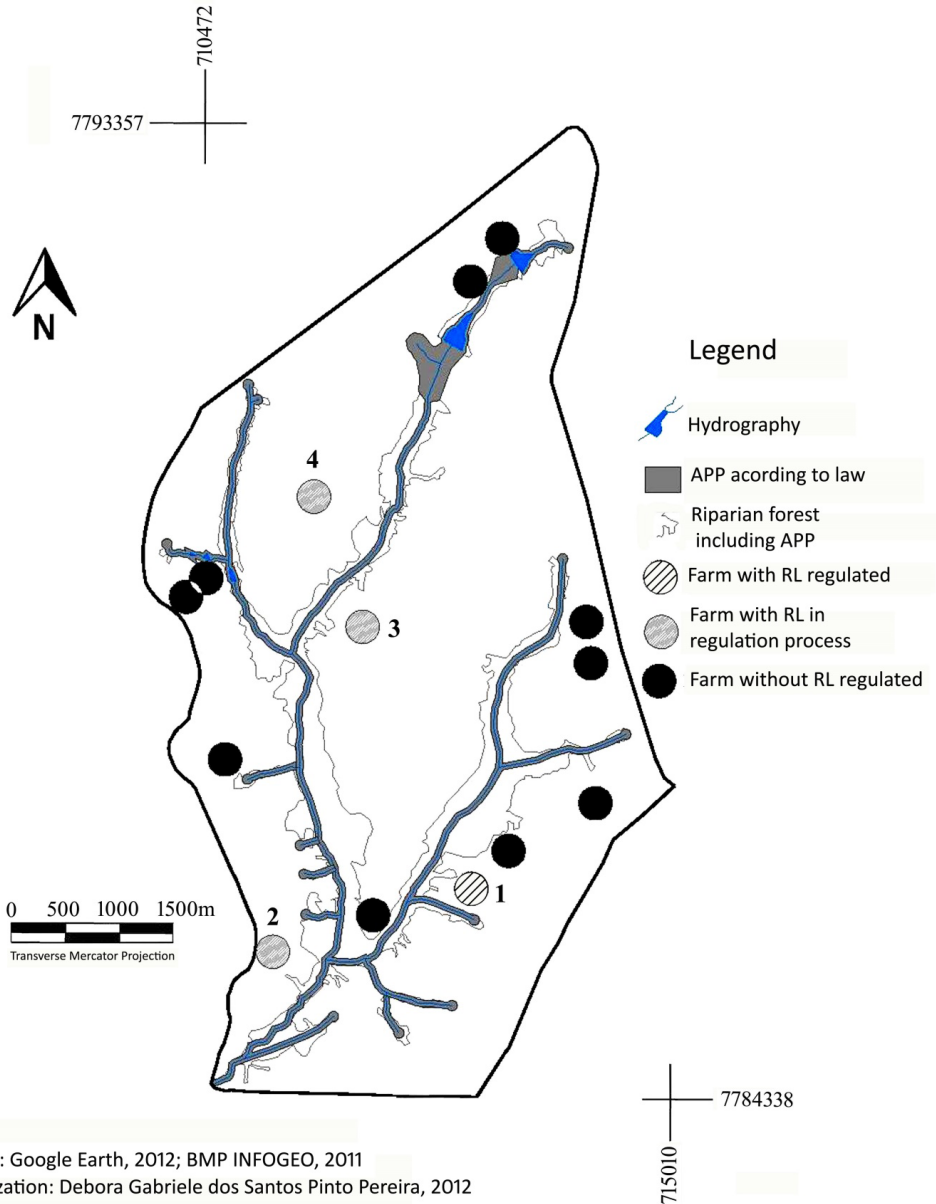 710472
7793357
N
Legend
Hydrography
APP acording to law
Riparian forest
including APP
Farm with RL regulated
Farm with RL in
regulation process
Farm without RL regulated
4
3
1
2
0 500 1000 1500m
Transverse Mercator Projection
7784338
715010
: Google Earth, 2012; BMP INFOGEO, 2011
: Debora Gabriele dos Santos Pinto Pereira, 2012